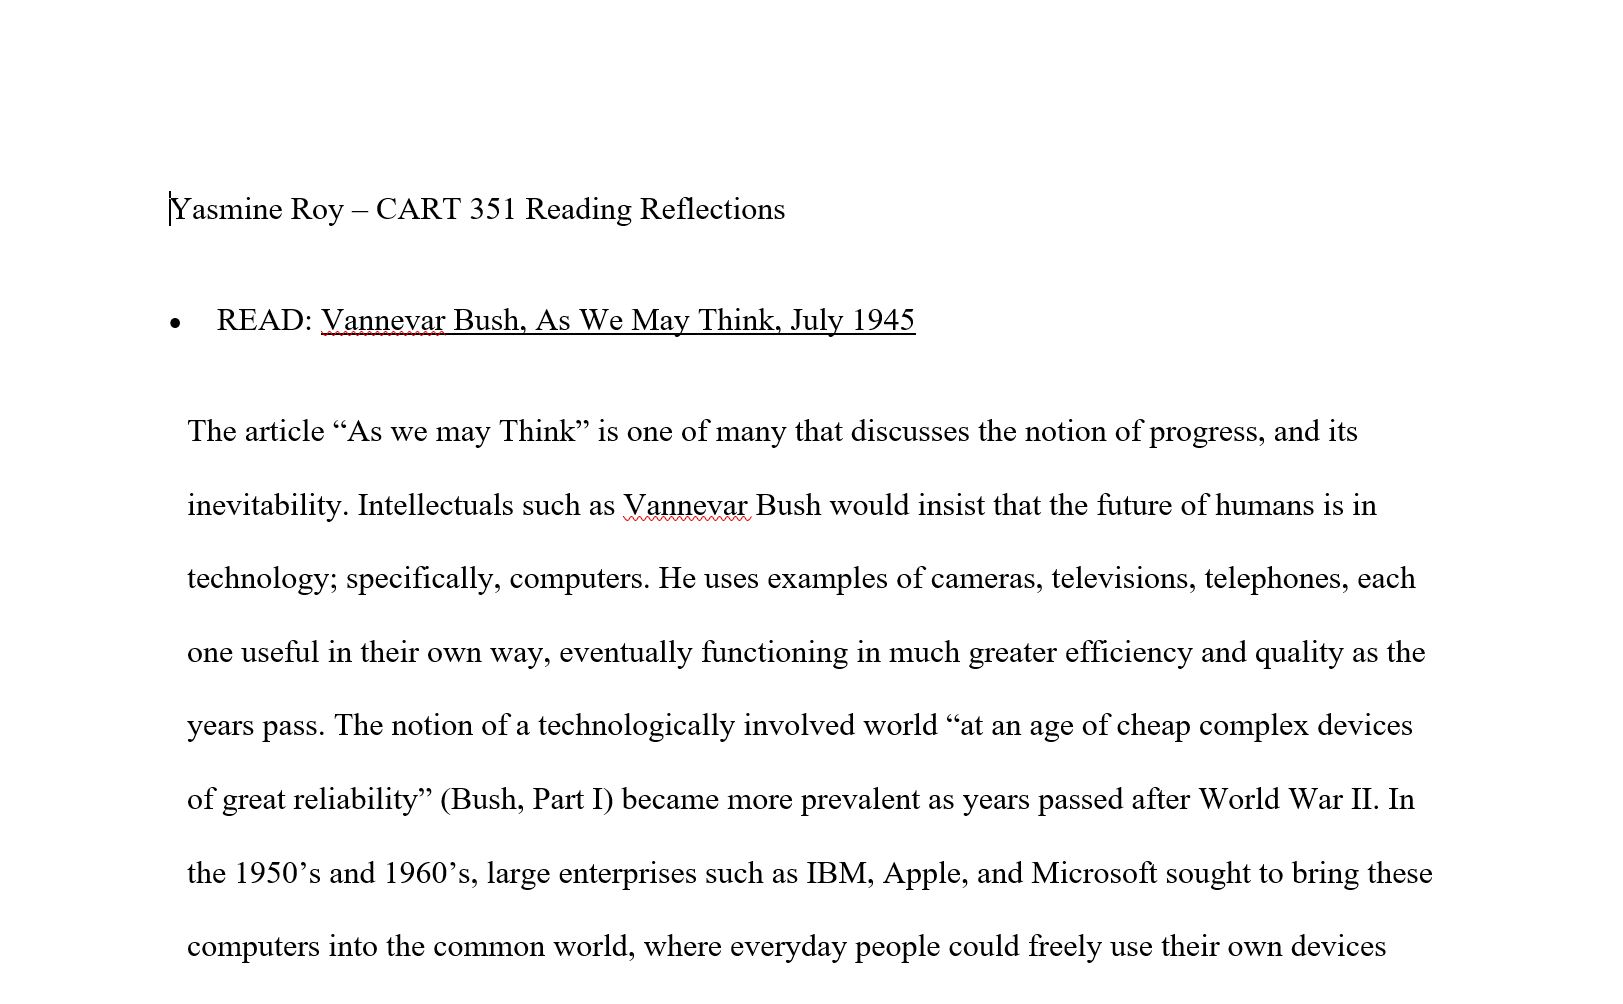 Yasmine Roy – CART 351 Reading Reflections
• READ: Vannevar Bush, As We May Think, July 1945
The article “As we may Think” is one of many that discusses the notion of progress, and its
inevitability. Intellectuals such as Vannevar Bush would insist that the future of humans is in
technology; specifically, computers. He uses examples of cameras, televisions, telephones, each
one useful in their own way, eventually functioning in much greater efficiency and quality as the
years pass. The notion of a technologically involved world “at an age of cheap complex devices
of great reliability” (Bush, Part I) became more prevalent as years passed after World War II. In
the 1950’s and 1960’s, large enterprises such as IBM, Apple, and Microsoft sought to bring these
computers into the common world, where everyday people could freely use their own devices